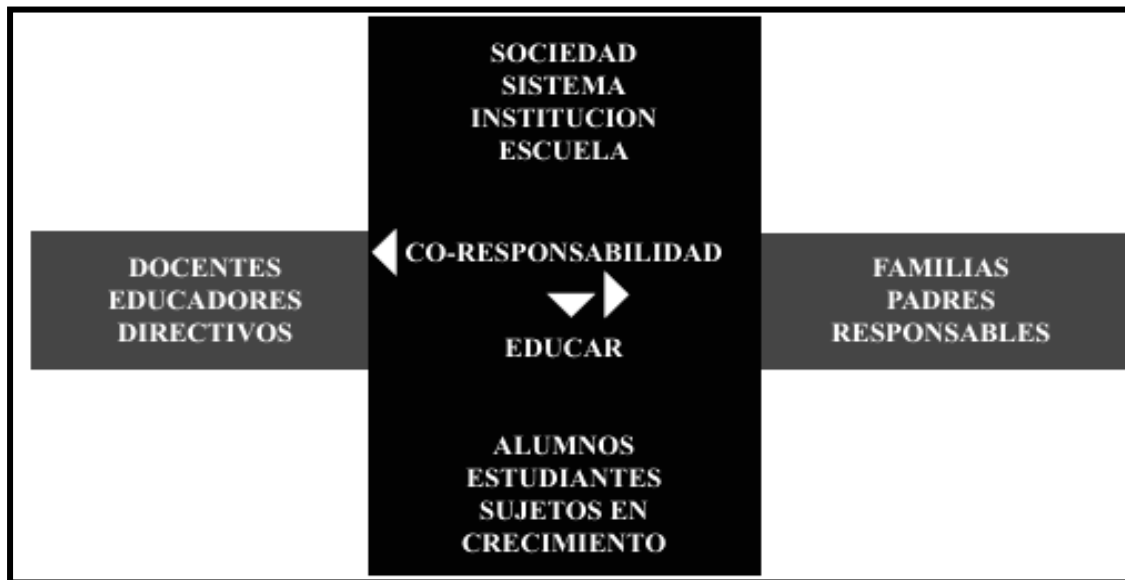 SOCIEDAD
SISTEMA
INSTITUCION
ESCUELA
DOCENTES
EDUCADORES
DIRECTIVOS
CO-RESPONSABILIDAD
EDUCAR
FAMILIAS
PADRES
RESPONSABLES
ALUMNOS
ESTUDIANTES
SUJETOS EN
CRECIMIENTO